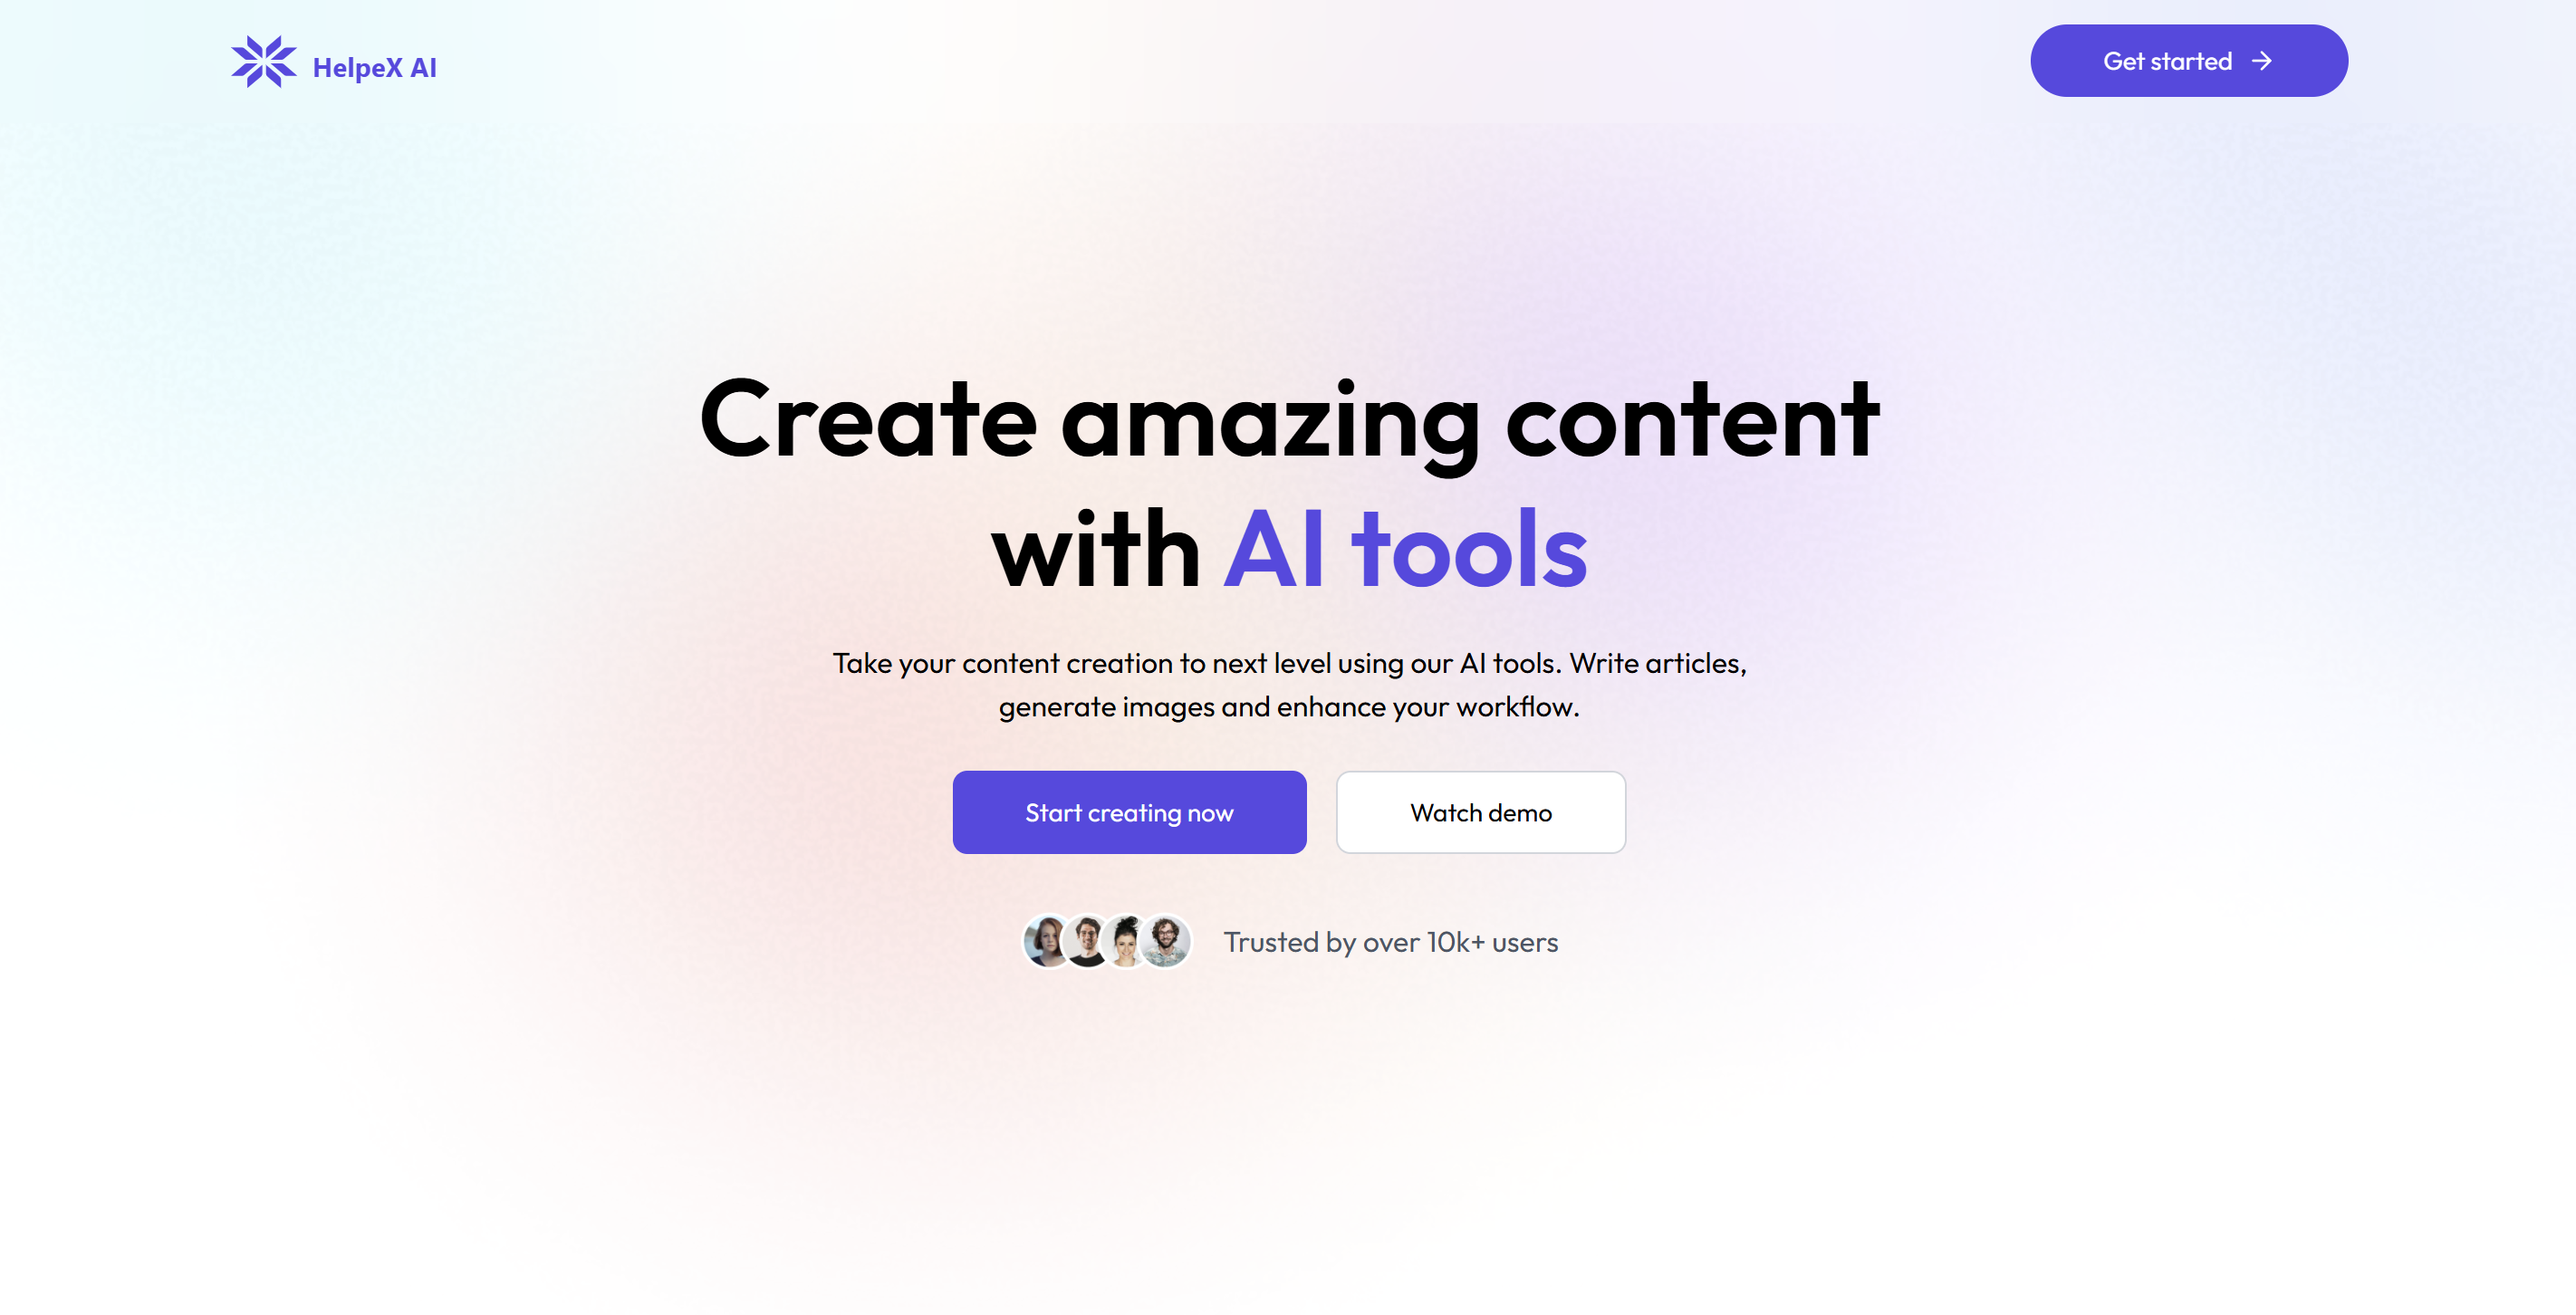 HelpeX AI
Get started
Create amazing content
with AI tools
Take your content creation to next level using our AI tools. Write articles,
generate images and enhance your workflow.
Start creating now
Watch demo
Trusted by over 10k+ users